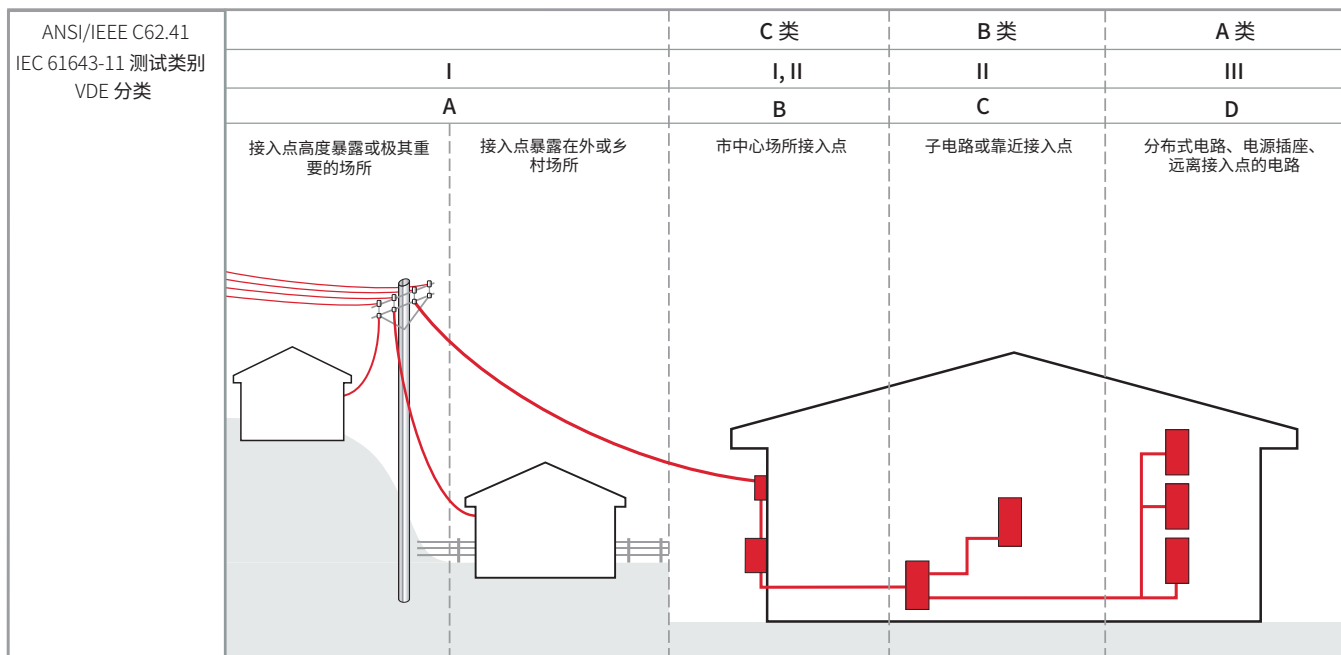 ANSI/IEEE C62.41
IEC 61643-11 测试类别
VDE 分类
C 类
B 类
A 类
I
I, II
II
III
A
B
C
D
接入点高度暴露或极其重
要的场所
接入点暴露在外或乡
村场所
市中心场所接入点
子电路或靠近接入点
分布式电路、电源插座、
远离接入点的电路